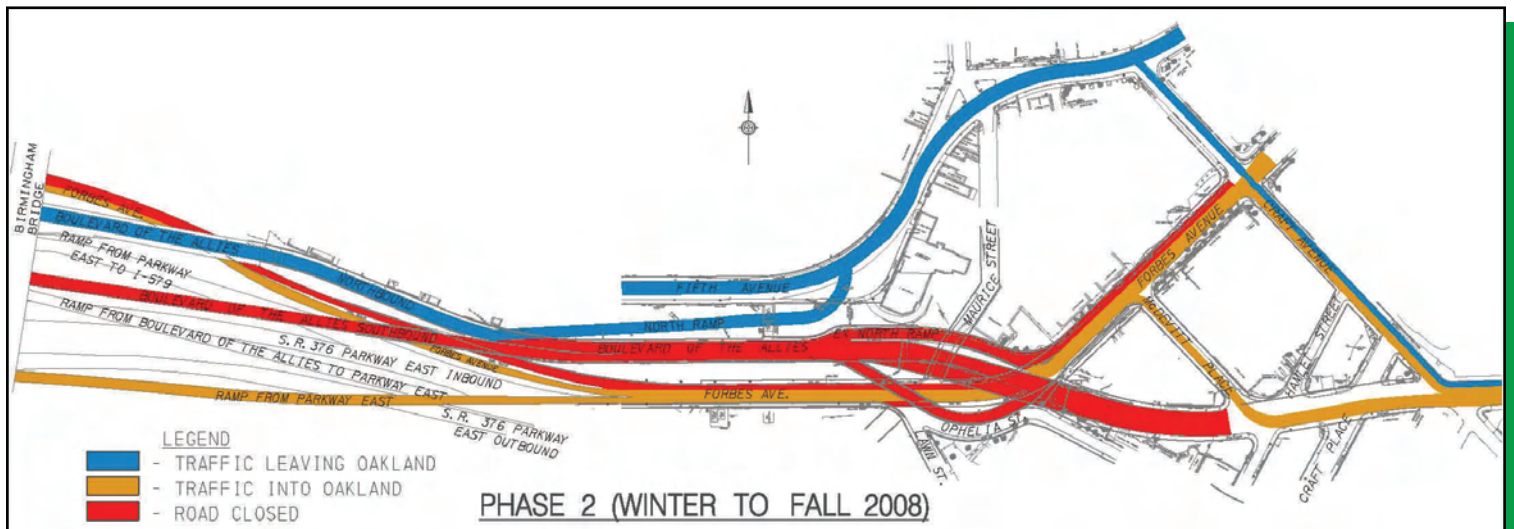 BIRMINGHAM
BRIDGE
FORBES AVE.
BOULEVARD OF THE ALLIES
NORTHBOUND
RAMP FROM PARKWAY
EAST TO I-579
BOULEVARD OF THE ALLIES SOUTHBOUND
RAMP FROM BOULEVARD OF THE ALLIES TO PARKWAY EAST
S.R. 376 PARKWAY EAST INBOUND
FORBES AVENUE
RAMP FROM PARKWAY EAST
S.R. 376 PARKWAY
EAST OUTBOUND
FIFTH AVENUE
NORTH RAMP
BOULEVARD OF THE ALLIES
EX NORTH RAMP
MAURICE STREET
FORBES AVE.
OPHELIA ST.
LAWN ST.
FORBES AVENUE
CRAFT AVENUE
MCDEVITT PLACE
HAMLET STREET
CRAFT PLACE
LEGEND
- TRAFFIC LEAVING OAKLAND
- TRAFFIC INTO OAKLAND
- ROAD CLOSED
PHASE 2 (WINTER TO FALL 2008)